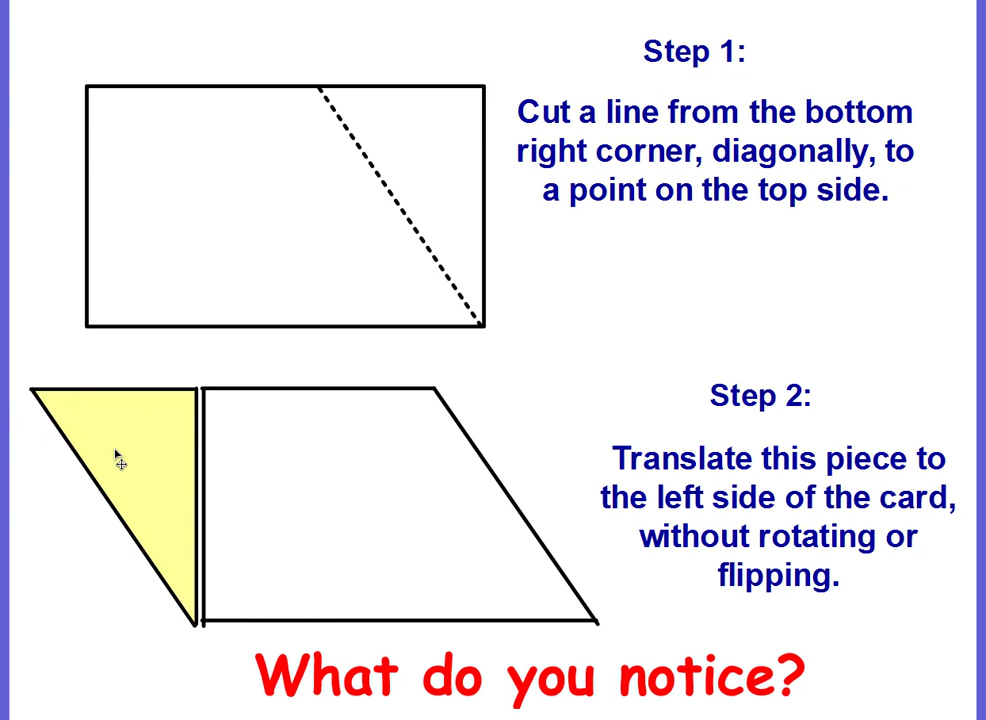 Step 1:
Cut a line from the bottom
right corner, diagonally, to
a point on the top side.
Step 2:
Translate this piece to
the left side of the card,
without rotating or
flipping.
What do you notice?